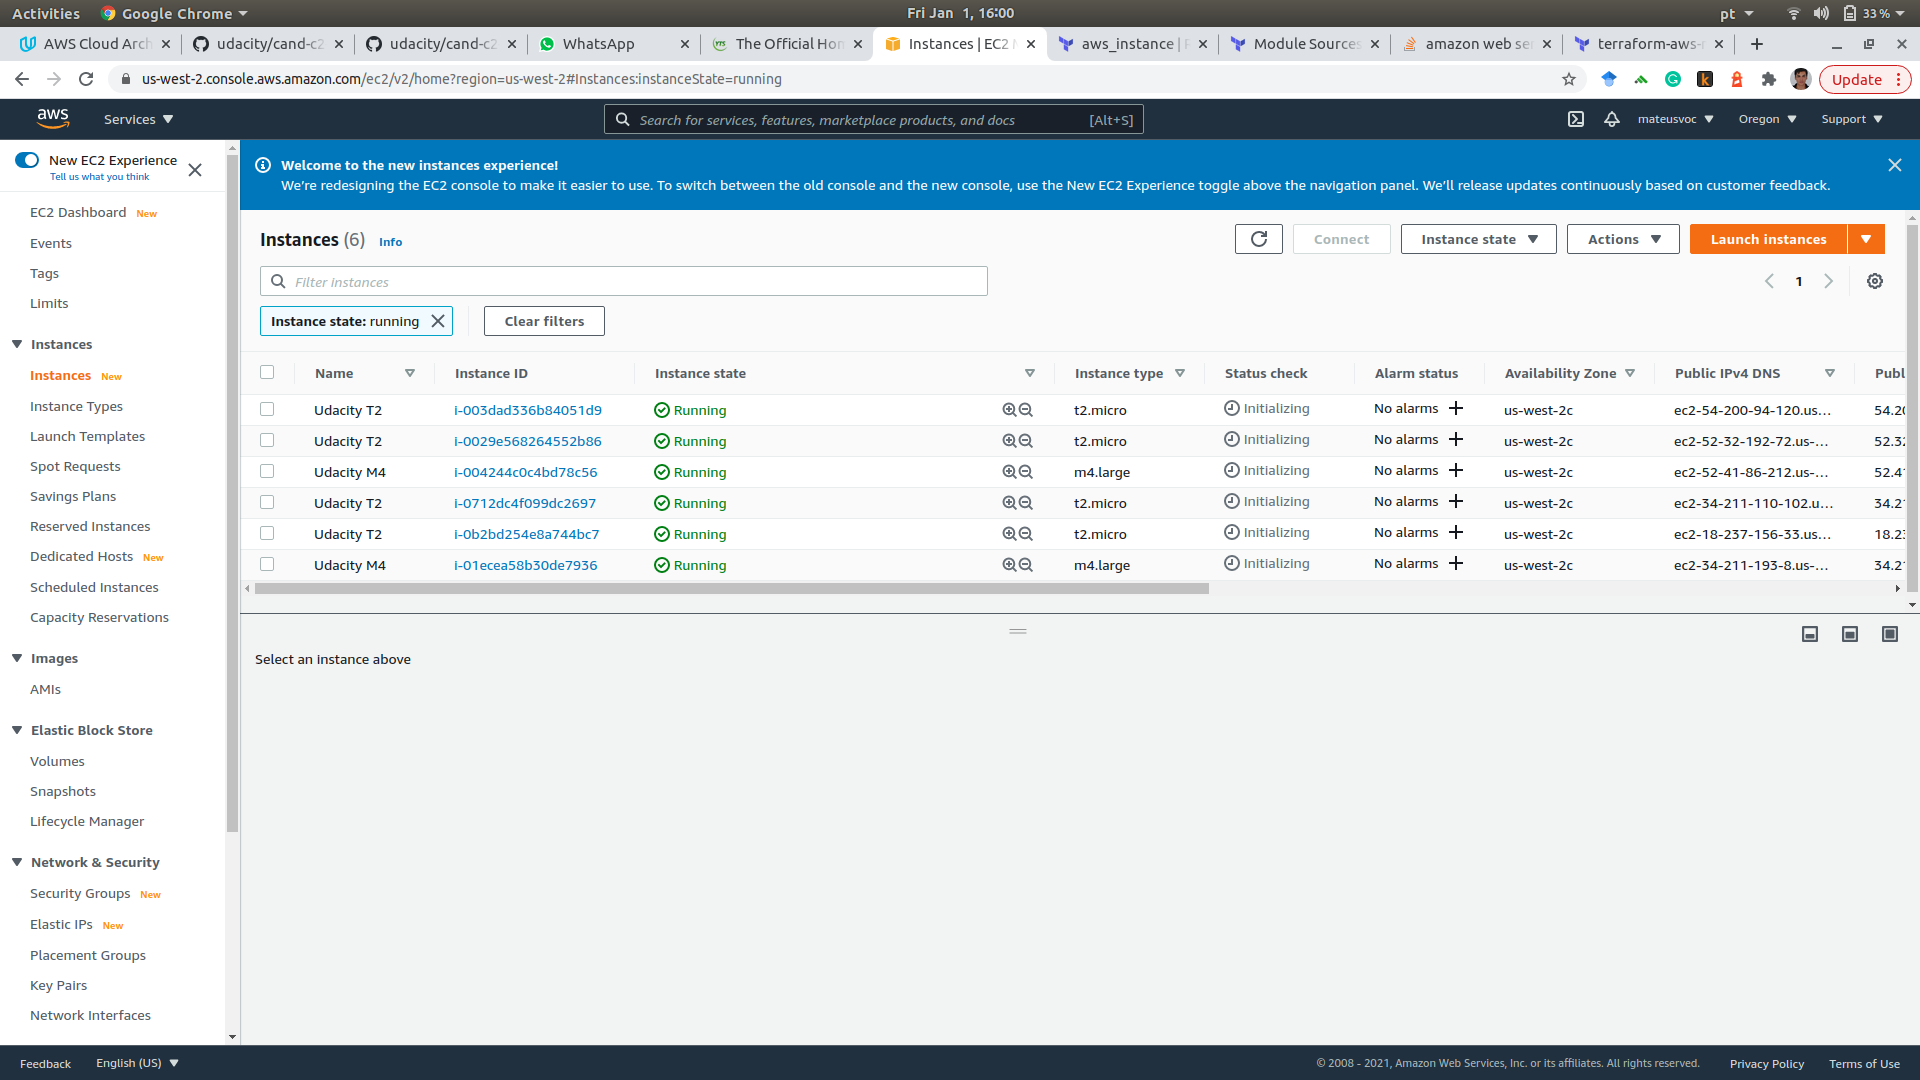 Activities Google Chrome Fri Jan 1, 16:00 pt 33 %
AWS Cloud Arch udacity/cand-c2 udacity/cand-c2 WhatsApp The Official Hom Instances | EC2 M aws_instance | Module Sources amazon web ser terraform-aws-
us-west-2.console.aws.amazon.com/ec2/v2/home?region=us-west-2#Instances:instanceState=running Update
aws Services Search for services, features, marketplace products, and docs [Alt+S] mateusvoc Oregon Support
New EC2 Experience
Tell us what you think
EC2 Dashboard New
Events
Tags
Limits
Instances
Instances New
Instance Types
Launch Templates
Spot Requests
Savings Plans
Reserved Instances
Dedicated Hosts New
Scheduled Instances
Capacity Reservations
Images
AMIs
Elastic Block Store
Volumes
Snapshots
Lifecycle Manager
Network & Security
Security Groups New
Elastic IPs New
Placement Groups
Key Pairs
Network Interfaces
Welcome to the new instances experience!
We're redesigning the EC2 console to make it easier to use. To switch between the old console and the new console, use the New EC2 Experience toggle above the navigation panel. We'll release updates continuously based on customer feedback.
Instances (6) Info Connect Instance state Actions Launch instances
Filter instances 1
Instance state: running Clear filters
Name Instance ID Instance state Instance type Status check Alarm status Availability Zone Public IPv4 DNS Publ
Udacity T2 i-003dad336b84051d9 Running t2.micro Initializing No alarms us-west-2c ec2-54-200-94-120.us... 54.20
Udacity T2 i-0029e568264552b86 Running t2.micro Initializing No alarms us-west-2c ec2-52-32-192-72.us-... 52.32
Udacity M4 i-004244c0c4bd78c56 Running m4.large Initializing No alarms us-west-2c ec2-52-41-86-212.us-... 52.41
Udacity T2 i-0712dc4f099dc2697 Running t2.micro Initializing No alarms us-west-2c ec2-34-211-110-102.u... 34.21
Udacity T2 i-0b2bd254e8a744bc7 Running t2.micro Initializing No alarms us-west-2c ec2-18-237-156-33.us... 18.23
Udacity M4 i-01ecea58b30de7936 Running m4.large Initializing No alarms us-west-2c ec2-34-211-193-8.us-... 34.21
Select an instance above
Feedback English (US) © 2008 - 2021, Amazon Web Services, Inc. or its affiliates. All rights reserved. Privacy Policy Terms of Use